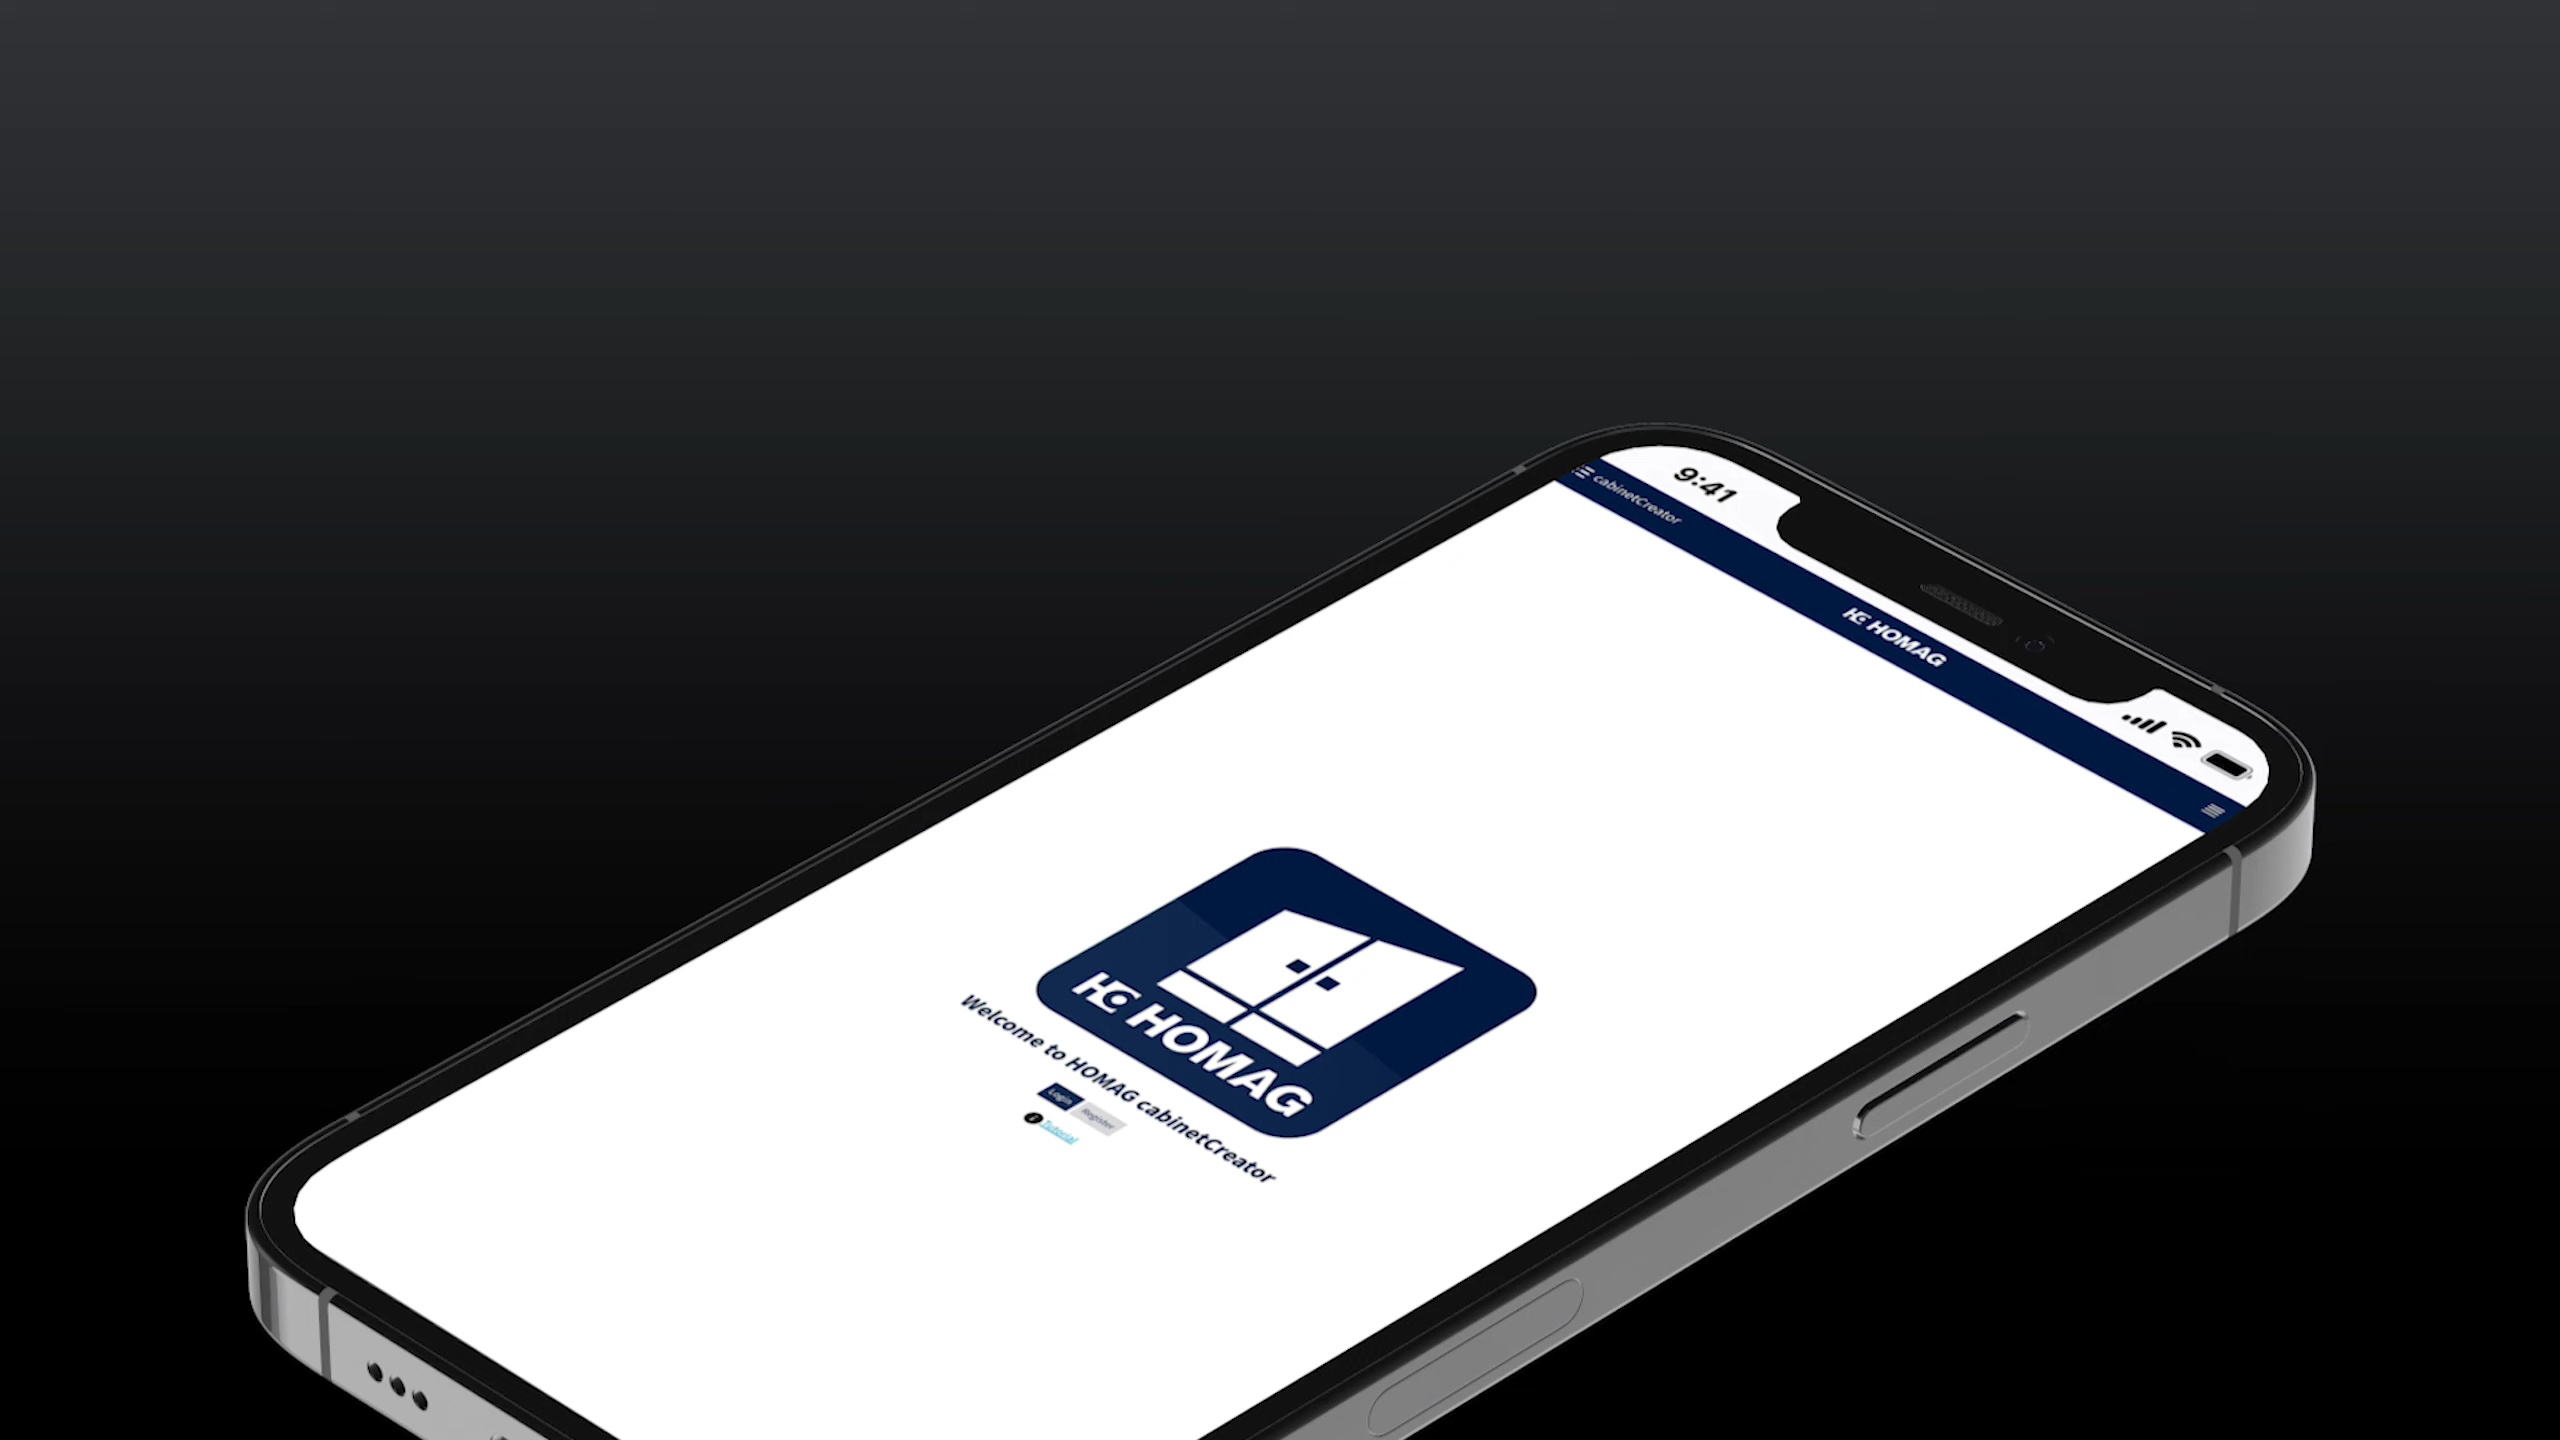 9:41
cabinetCreator
HOMAG
HOMAG
Welcome to HOMAG cabinetCreator
Login
Register
i Tutorial